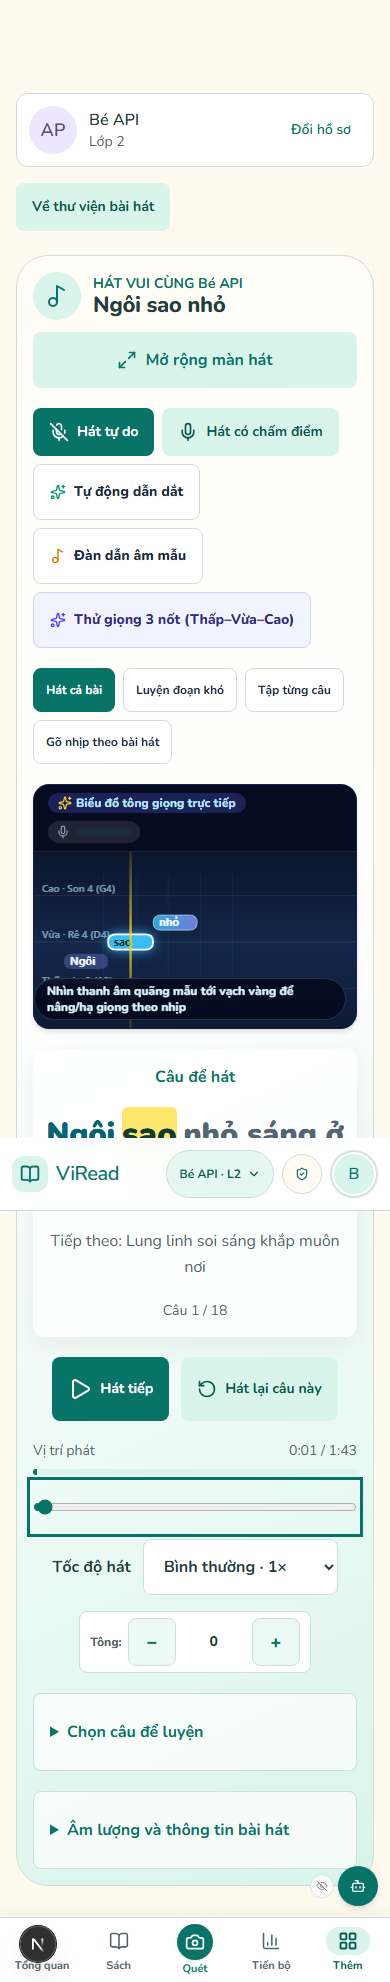 AP
Bé API
Lớp 2
Đổi hồ sơ
Về thư viện bài hát
HÁT VUI CÙNG Bé API
Ngôi sao nhỏ
Mở rộng màn hát
Hát tự do
Hát có chấm điểm
Tự động dẫn dắt
Đàn dẫn âm mẫu
Thử giọng 3 nốt (Thấp–Vừa–Cao)
Hát cả bài
Luyện đoạn khó
Tập từng câu
Gõ nhịp theo bài hát
Biểu đồ tông giọng trực tiếp
Cao · Son 4 (G4)
nhỏ
Vừa · Rê 4 (D4)
sao
Ngôi
Nhìn thanh âm quãng mẫu tới vạch vàng để
nâng/hạ giọng theo nhịp
Câu để hát
Ngôi sao nhỏ sáng ở
ViRead
Bé API · L2
B
Tiếp theo: Lung linh soi sáng khắp muôn
nơi
Câu 1 / 18
Hát tiếp
Hát lại câu này
Vị trí phát
0:01 / 1:43
Tốc độ hát
Bình thường · 1×
Tông:
−
0
+
Chọn câu để luyện
Âm lượng và thông tin bài hát
N
Tổng quan
Sách
Quét
Tiến bộ
Thêm